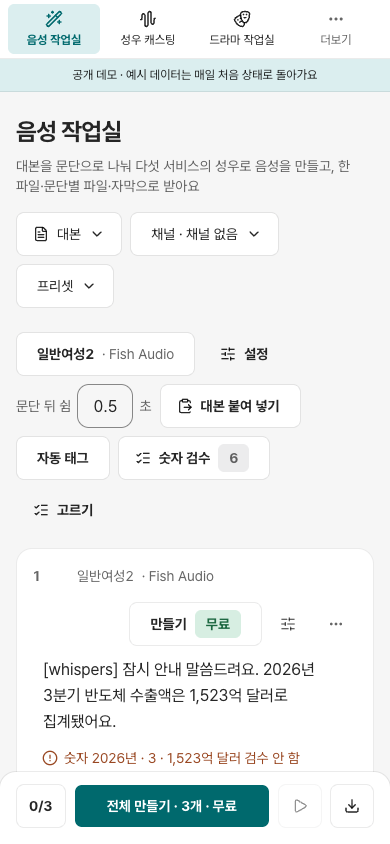 음성 작업실
성우 캐스팅
드라마 작업실
더보기
공개 데모 · 예시 데이터는 매일 처음 상태로 돌아가요
음성 작업실
대본을 문단으로 나눠 다섯 서비스의 성우로 음성을 만들고, 한
파일·문단별 파일·자막으로 받아요
대본
채널 · 채널 없음
프리셋
일반여성2 · Fish Audio
설정
문단 뒤 쉼 0.5 초
대본 붙여 넣기
자동 태그
숫자 검수 6
고르기
1 일반여성2 · Fish Audio
만들기 무료
[whispers] 잠시 안내 말씀드려요. 2026년
3분기 반도체 수출액은 1,523억 달러로
집계됐어요.
숫자 2026년 · 3 · 1,523억 달러 검수 안 함
0/3
전체 만들기 · 3개 · 무료